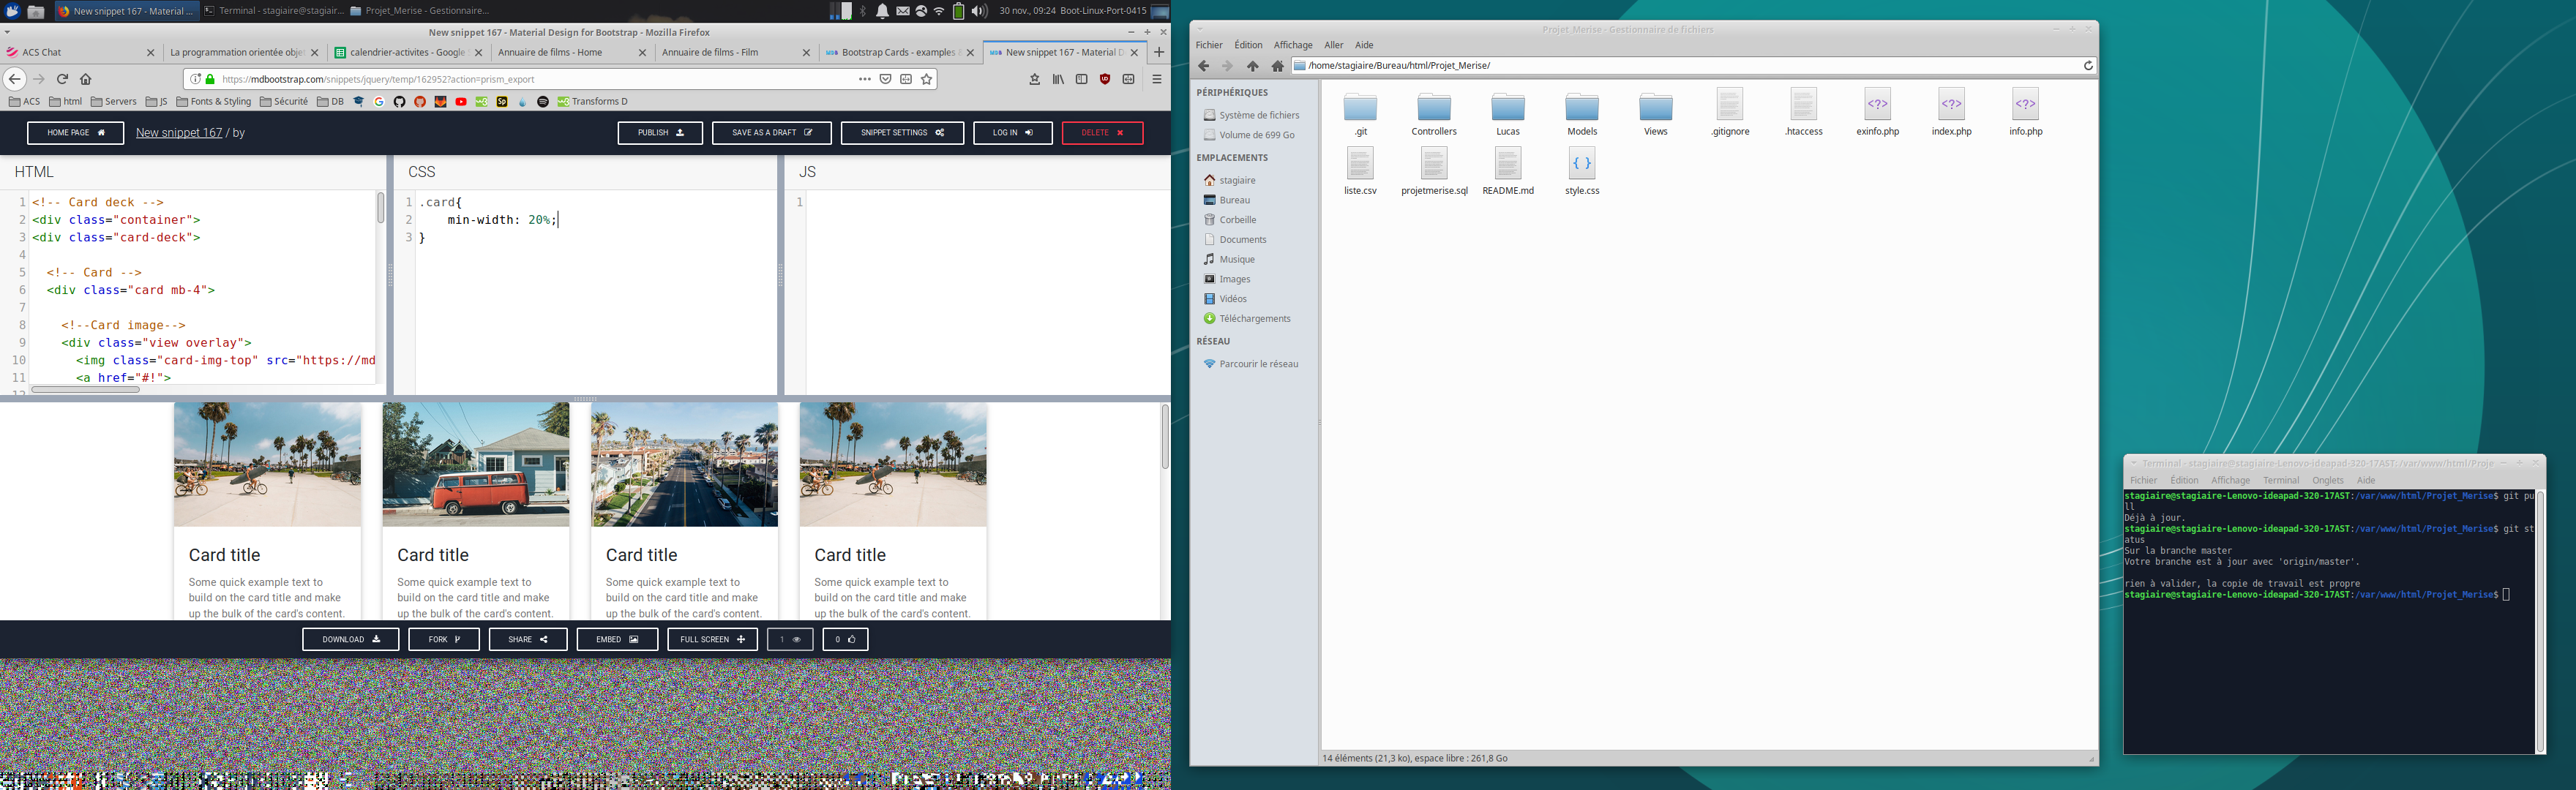 New snippet 167 - Material ...
Terminal - stagiaire@stagiair...
Projet_Merise - Gestionnaire...
30 nov., 09:24 Boot-Linux-Port-0415
New snippet 167 - Material Design for Bootstrap - Mozilla Firefox
ACS Chat
La programmation orientée obje
calendrier-activites - Google
Annuaire de films - Home
Annuaire de films - Film
Bootstrap Cards - examples
New snippet 167 - Material D
https://mdbootstrap.com/snippets/jquery/temp/162952?action=prism_export
ACS
html
Servers
JS
Fonts & Styling
Sécurité
DB
Transforms D
HOME PAGE
New snippet 167 / by
PUBLISH
SAVE AS A DRAFT
SNIPPET SETTINGS
LOG IN
DELETE
HTML
1 <!-- Card deck -->
2 <div class="container">
3 <div class="card-deck">
4
5 <!-- Card -->
6 <div class="card mb-4">
7
8 <!--Card image-->
9 <div class="view overlay">
10 <img class="card-img-top" src="https://md
11 <a href="#!">
CSS
1 .card{
2 min-width: 20%;
3 }
JS
1
Card title
Some quick example text to
build on the card title and make
up the bulk of the card's content.
Card title
Some quick example text to
build on the card title and make
up the bulk of the card's content.
Card title
Some quick example text to
build on the card title and make
up the bulk of the card's content.
Card title
Some quick example text to
build on the card title and make
up the bulk of the card's content.
DOWNLOAD
FORK
SHARE
EMBED
FULL SCREEN
1
0
Projet_Merise - Gestionnaire de fichiers
Fichier Édition Affichage Aller Aide
/home/stagiaire/Bureau/html/Projet_Merise/
PÉRIPHÉRIQUES
Système de fichiers
Volume de 699 Go
EMPLACEMENTS
stagiaire
Bureau
Corbeille
Documents
Musique
Images
Vidéos
Téléchargements
RÉSEAU
Parcourir le réseau
.git
Controllers
Lucas
Models
Views
.gitignore
.htaccess
exinfo.php
index.php
info.php
liste.csv
projetmerise.sql
README.md
style.css
14 éléments (21,3 ko), espace libre : 261,8 Go
Terminal - stagiaire@stagiaire-Lenovo-ideapad-320-17AST: /var/www/html/Proje
Fichier Édition Affichage Terminal Onglets Aide
stagiaire@stagiaire-Lenovo-ideapad-320-17AST:/var/www/html/Projet_Merise$ git pu
ll
Déjà à jour.
stagiaire@stagiaire-Lenovo-ideapad-320-17AST:/var/www/html/Projet_Merise$ git st
atus
Sur la branche master
Votre branche est à jour avec 'origin/master'.
rien à valider, la copie de travail est propre
stagiaire@stagiaire-Lenovo-ideapad-320-17AST:/var/www/html/Projet_Merise$